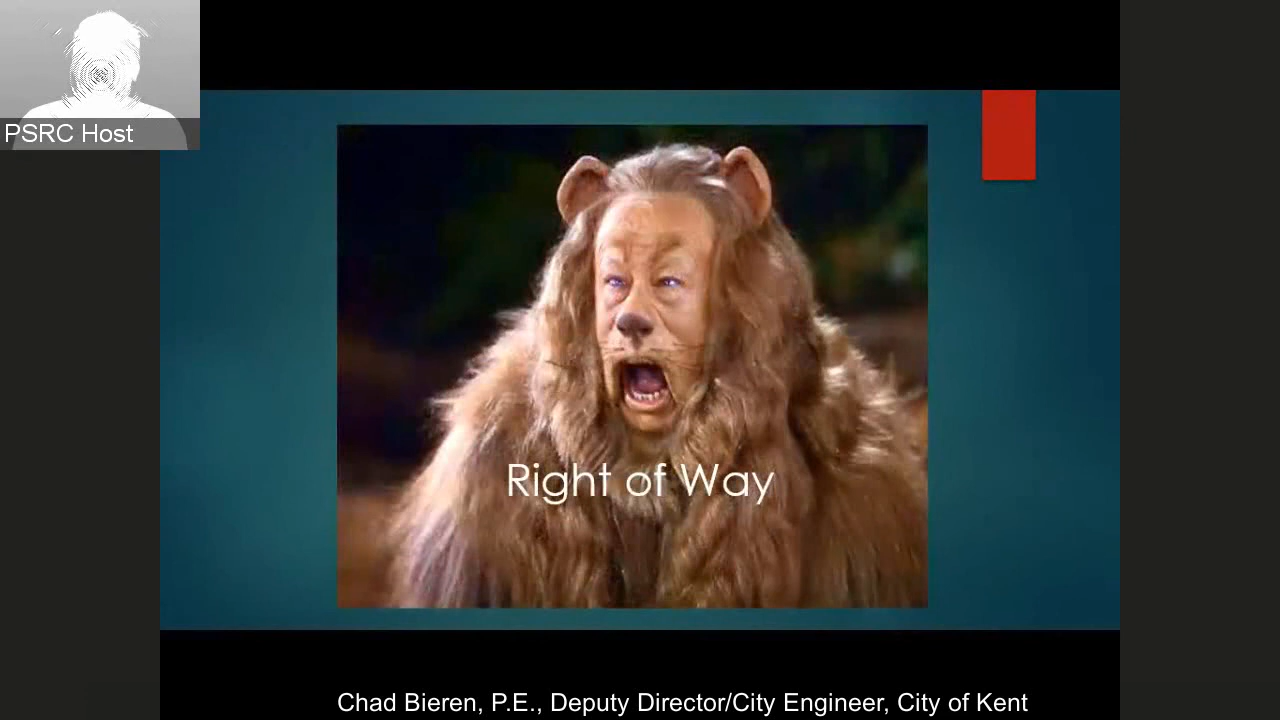 PSRC Host
Right of Way
Chad Bieren, P.E., Deputy Director/City Engineer, City of Kent